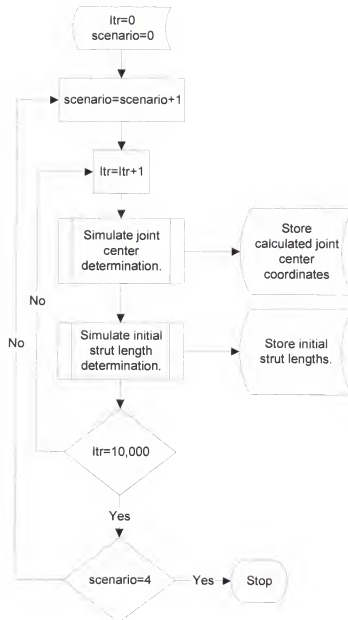 Itr=0
scenario=0
scenario=scenario+1
Itr=Itr+1
Simulate joint
center
determination.
Store
calculated joint
center
coordinates
No
No
Simulate initial
strut length
determination.
Store initial
strut lengths.
Itr=10,000
Yes
scenario=4
Yes
Stop